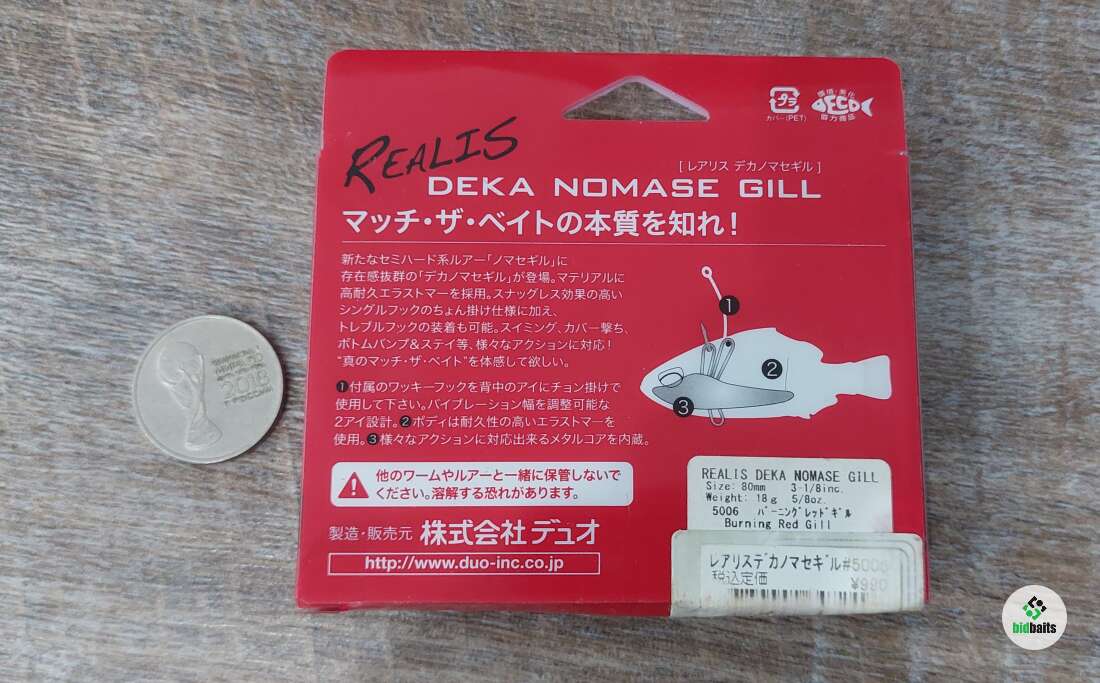 プラ
カバー(PET)
環境・美化
ECO
協力商品
REALIS
[ レアリス デカノマセギル ]
DEKA NOMASE GILL
マッチ・ザ・ベイトの本質を知れ!
新たなセミハード系ルアー「ノマセギル」に
存在感抜群の「デカノマセギル」が登場。マテリアルに
高耐久エラストマーを採用。スナッグレス効果の高い
シングルフックのちょん掛け仕様に加え、
トレブルフックの装着も可能。スイミング、カバー撃ち、
ボトムバンプ&ステイ等、様々なアクションに対応!
"真のマッチ・ザ・ベイト"を体感して欲しい。
❶付属のワッキーフックを背中のアイにチョン掛けで
使用して下さい。バイブレーション幅を調整可能な
2アイ設計。❷ボディは耐久性の高いエラストマーを
使用。❸様々なアクションに対応出来るメタルコアを内蔵。
❶
❷
❸
他のワームやルアーと一緒に保管しないで
ください。溶解する恐れがあります。
製造・販売元 株式会社デュオ
http://www.duo-inc.co.jp
REALIS DEKA NOMASE GILL
Size: 80mm 3-1/8inc.
Weight: 18g 5/8oz.
5006 バーニングレッドギル
Burning Red Gill
レアリスデカノマセギル#5006
税込定価 ¥990
2018
bidbaits